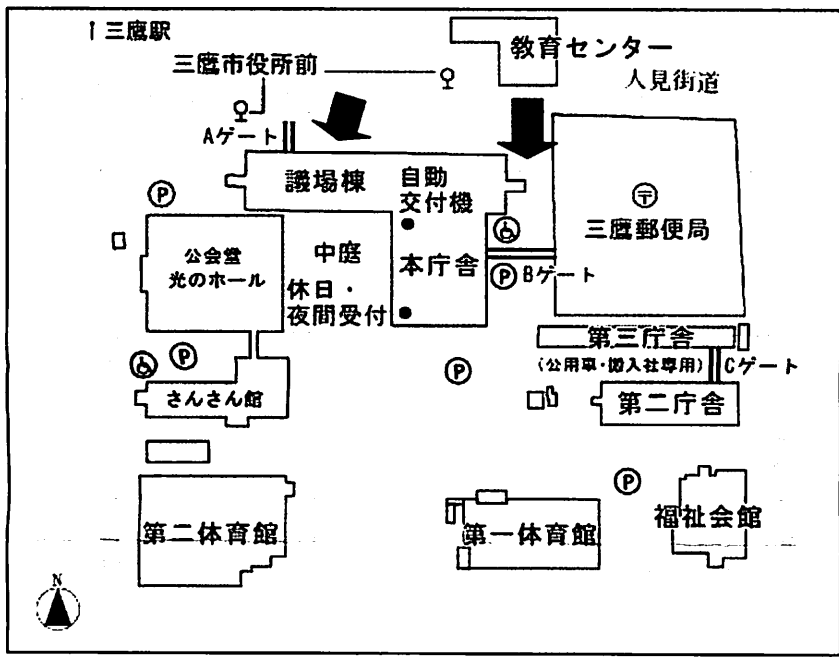 ↑三鷹駅
教育センター
三鷹市役所前
人見街道
Aゲート
議場棟
自動
交付機
P
〒
三鷹郵便局
公会堂
光のホール
中庭
本庁舎
P
Bゲート
休日・
夜間受付
第三庁舎
P
P
(公用車・搬入社専用)
Cゲート
さんさん館
第二庁舎
P
第二体育館
第一体育館
福祉会館
N